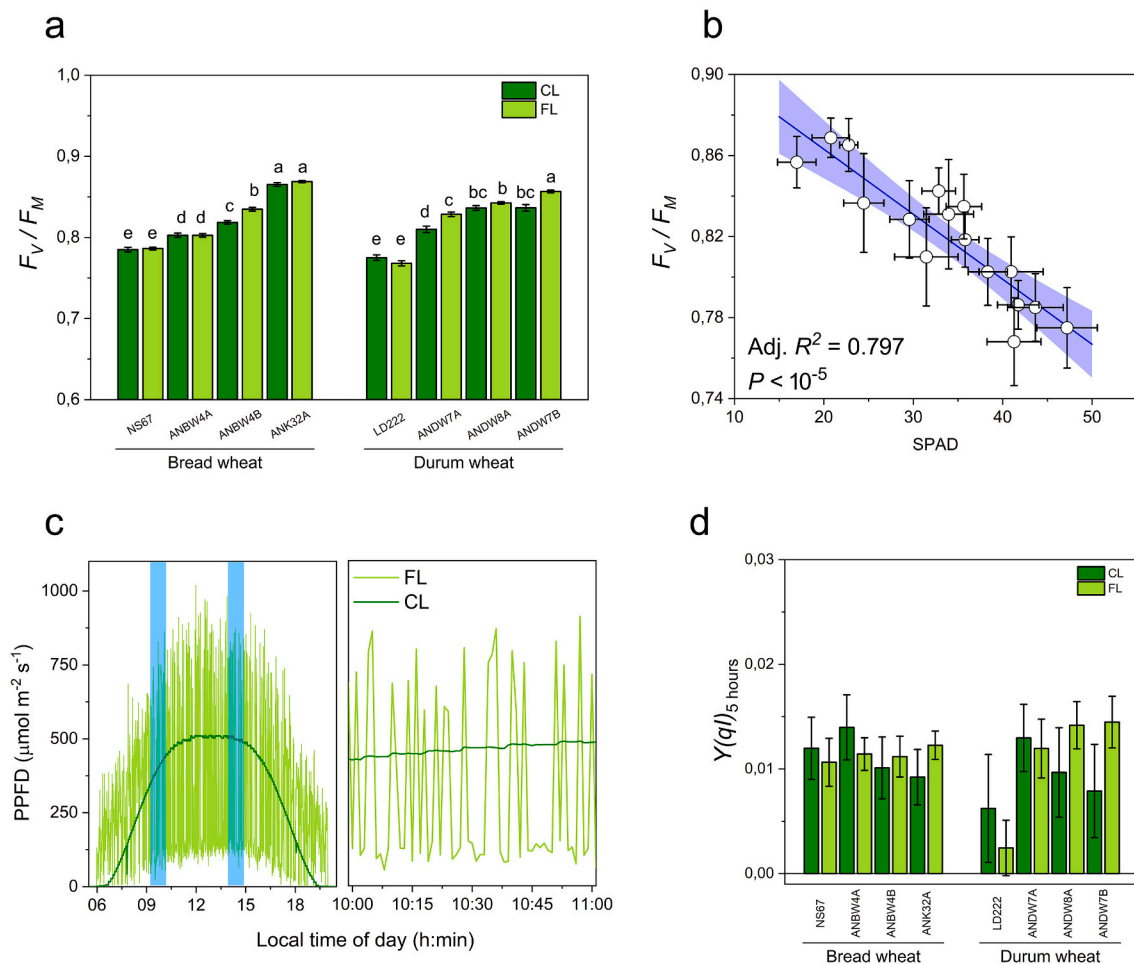 a
1,0
0,9
0,8
0,7
0,6
F_V / F_M
CL
FL
e e d d c b a a
e e d c bc b bc a
NS67 ANBW4A ANBW4B ANK32A LD222 ANDW7A ANDW8A ANDW7B
Bread wheat Durum wheat
b
0,90
0,86
0,82
0,78
0,74
F_V / F_M
Adj. R² = 0.797
P < 10⁻⁵
10 20 30 40 50
SPAD
c
1000
750
500
250
0
PPFD (µmol m⁻² s⁻¹)
FL
CL
06 09 12 15 18 10:00 10:15 10:30 10:45 11:00
Local time of day (h:min)
d
0,03
0,02
0,01
0,00
Y(qI)₅ hours
CL
FL
NS67 ANBW4A ANBW4B ANK32A LD222 ANDW7A ANDW8A ANDW7B
Bread wheat Durum wheat